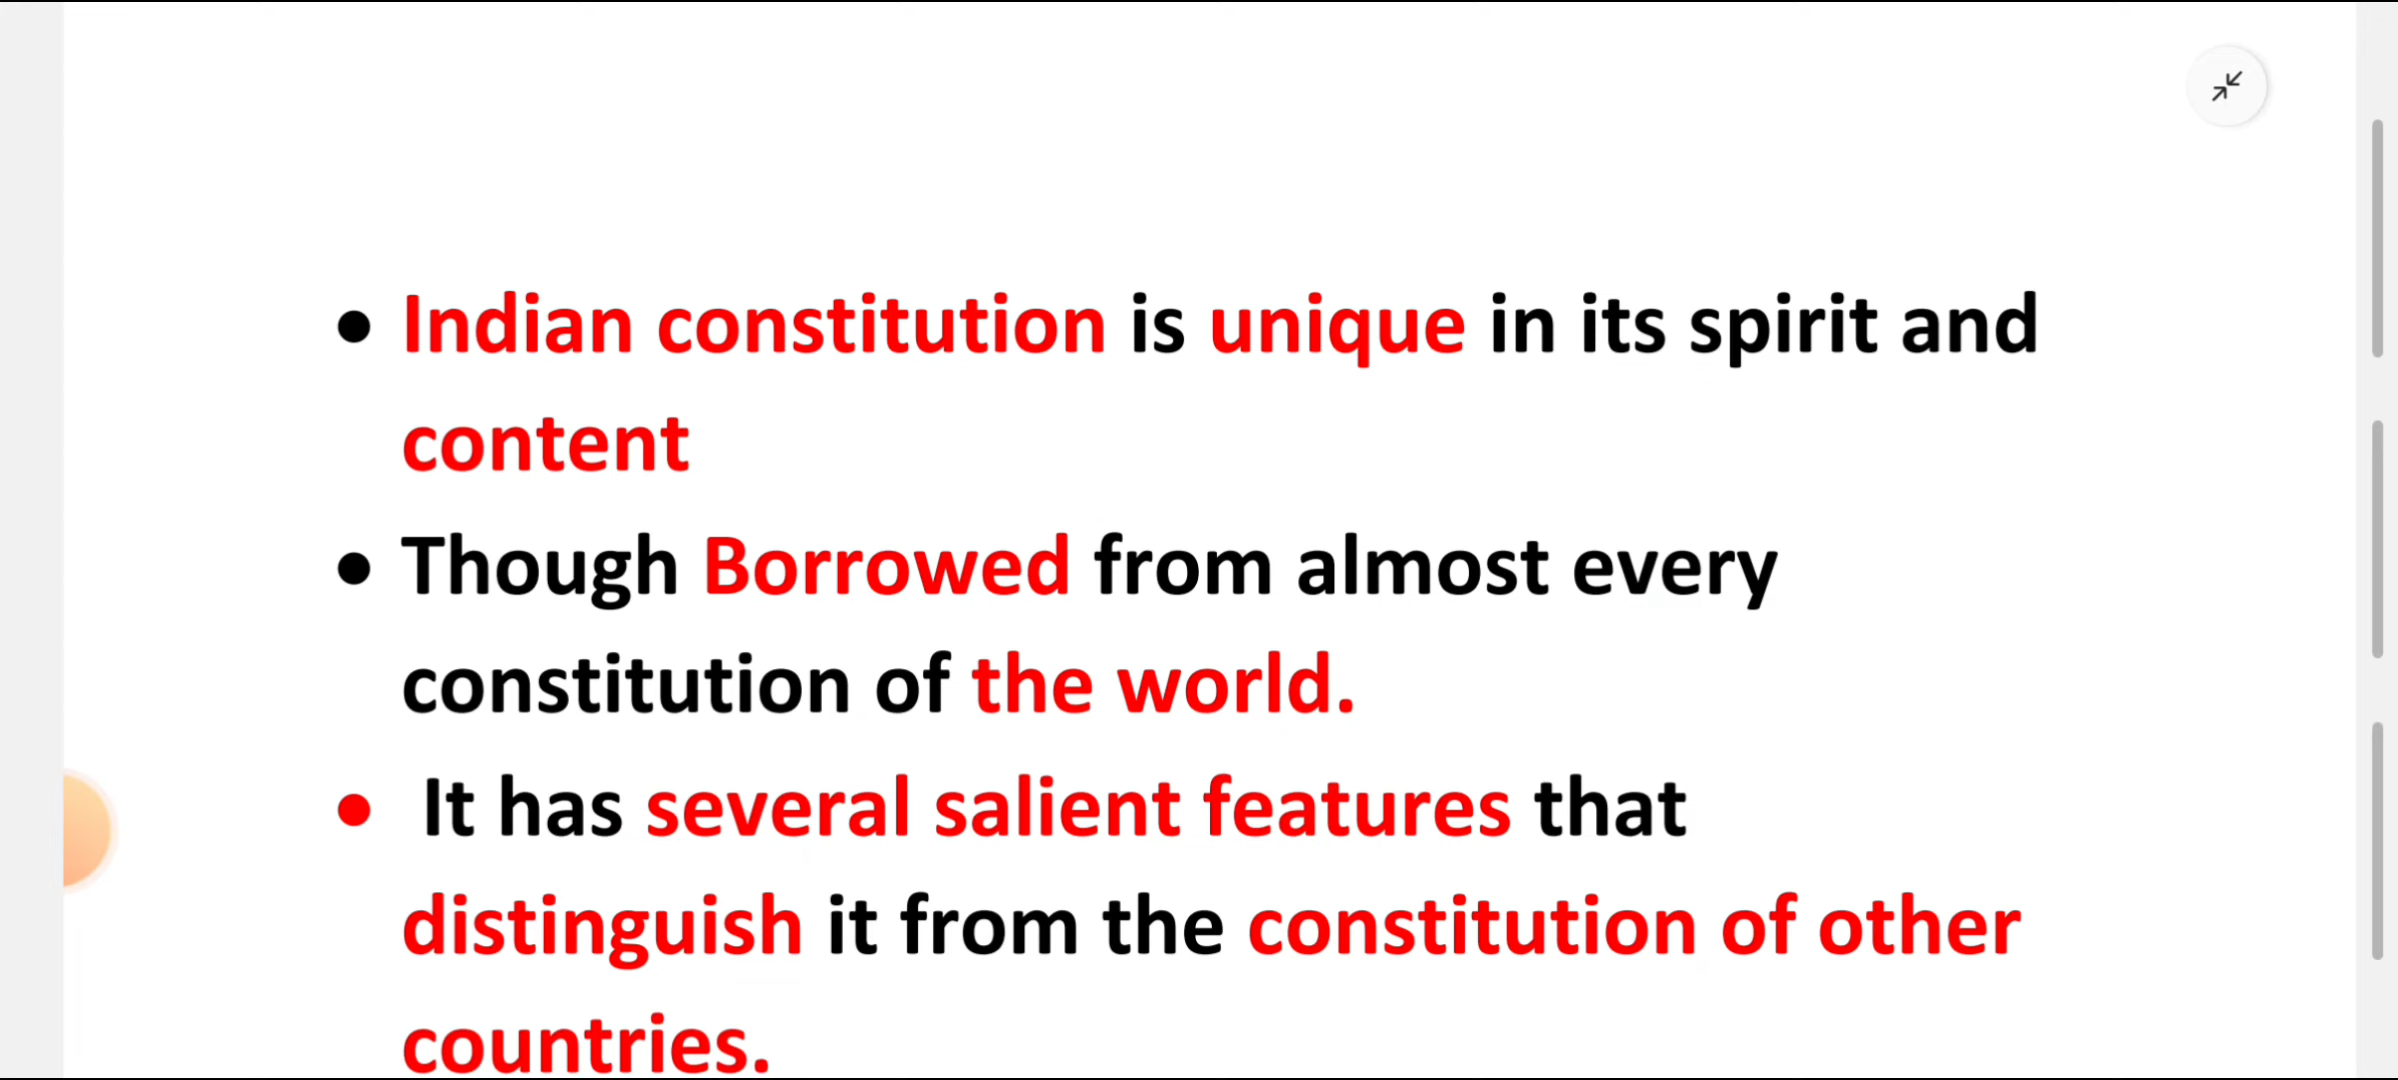 • Indian constitution is unique in its spirit and
content
• Though Borrowed from almost every
constitution of the world.
• It has several salient features that
distinguish it from the constitution of other
countries.